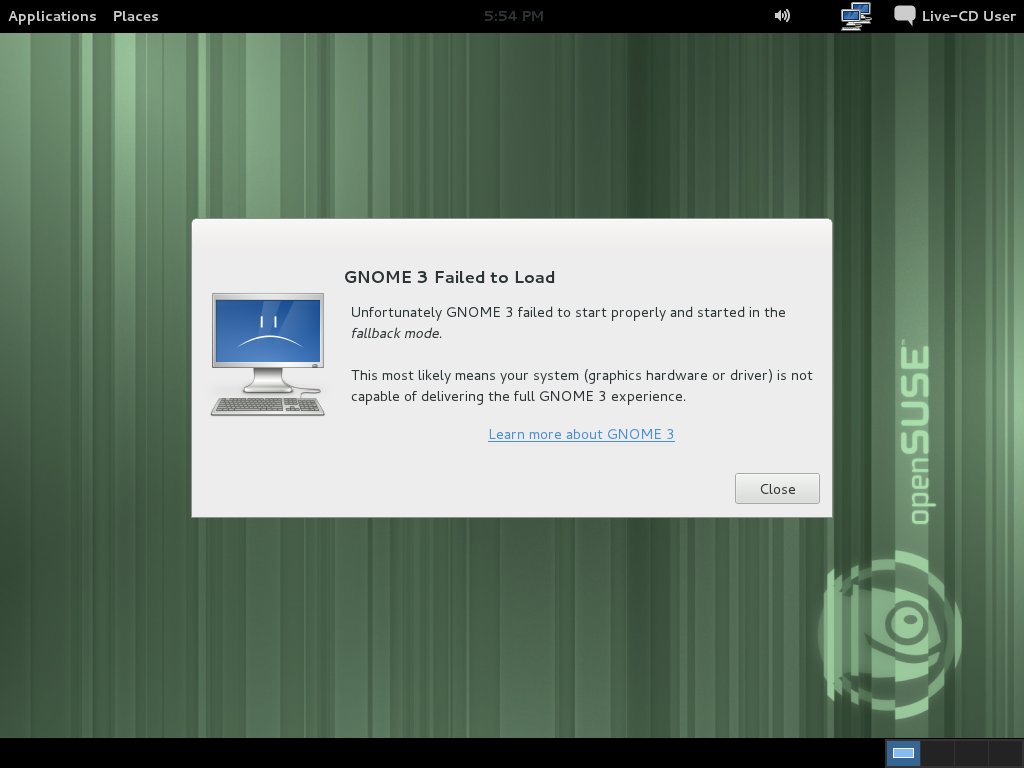 Applications Places 5:54 PM Live-CD User
GNOME 3 Failed to Load
Unfortunately GNOME 3 failed to start properly and started in the
fallback mode.
This most likely means your system (graphics hardware or driver) is not
capable of delivering the full GNOME 3 experience.
Learn more about GNOME 3
Close
openSUSE™